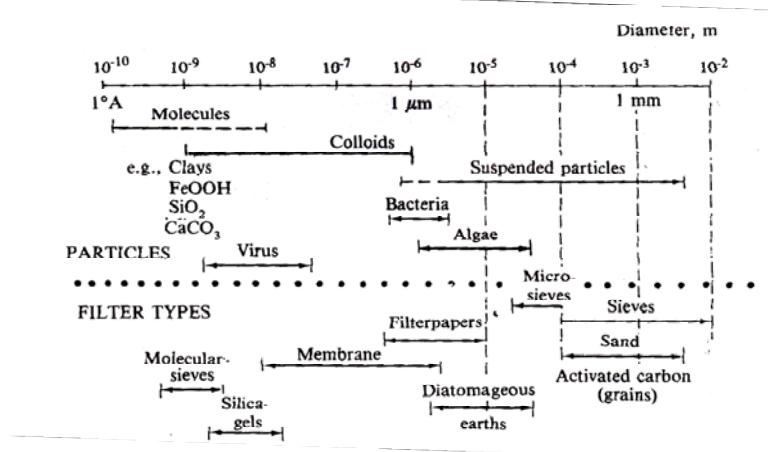 Diameter, m
10⁻¹⁰ 10⁻⁹ 10⁻⁸ 10⁻⁷ 10⁻⁶ 10⁻⁵ 10⁻⁴ 10⁻³ 10⁻²
1°A 1 μm 1 mm
Molecules
Colloids
e.g., Clays
FeOOH
SiO₂
CaCO₃
Suspended particles
Bacteria
Algae
PARTICLES
Virus
FILTER TYPES
Micro-
sieves
Sieves
Filterpapers
Sand
Membrane
Molecular-
sieves
Activated carbon
(grains)
Diatomageous
earths
Silica-
gels